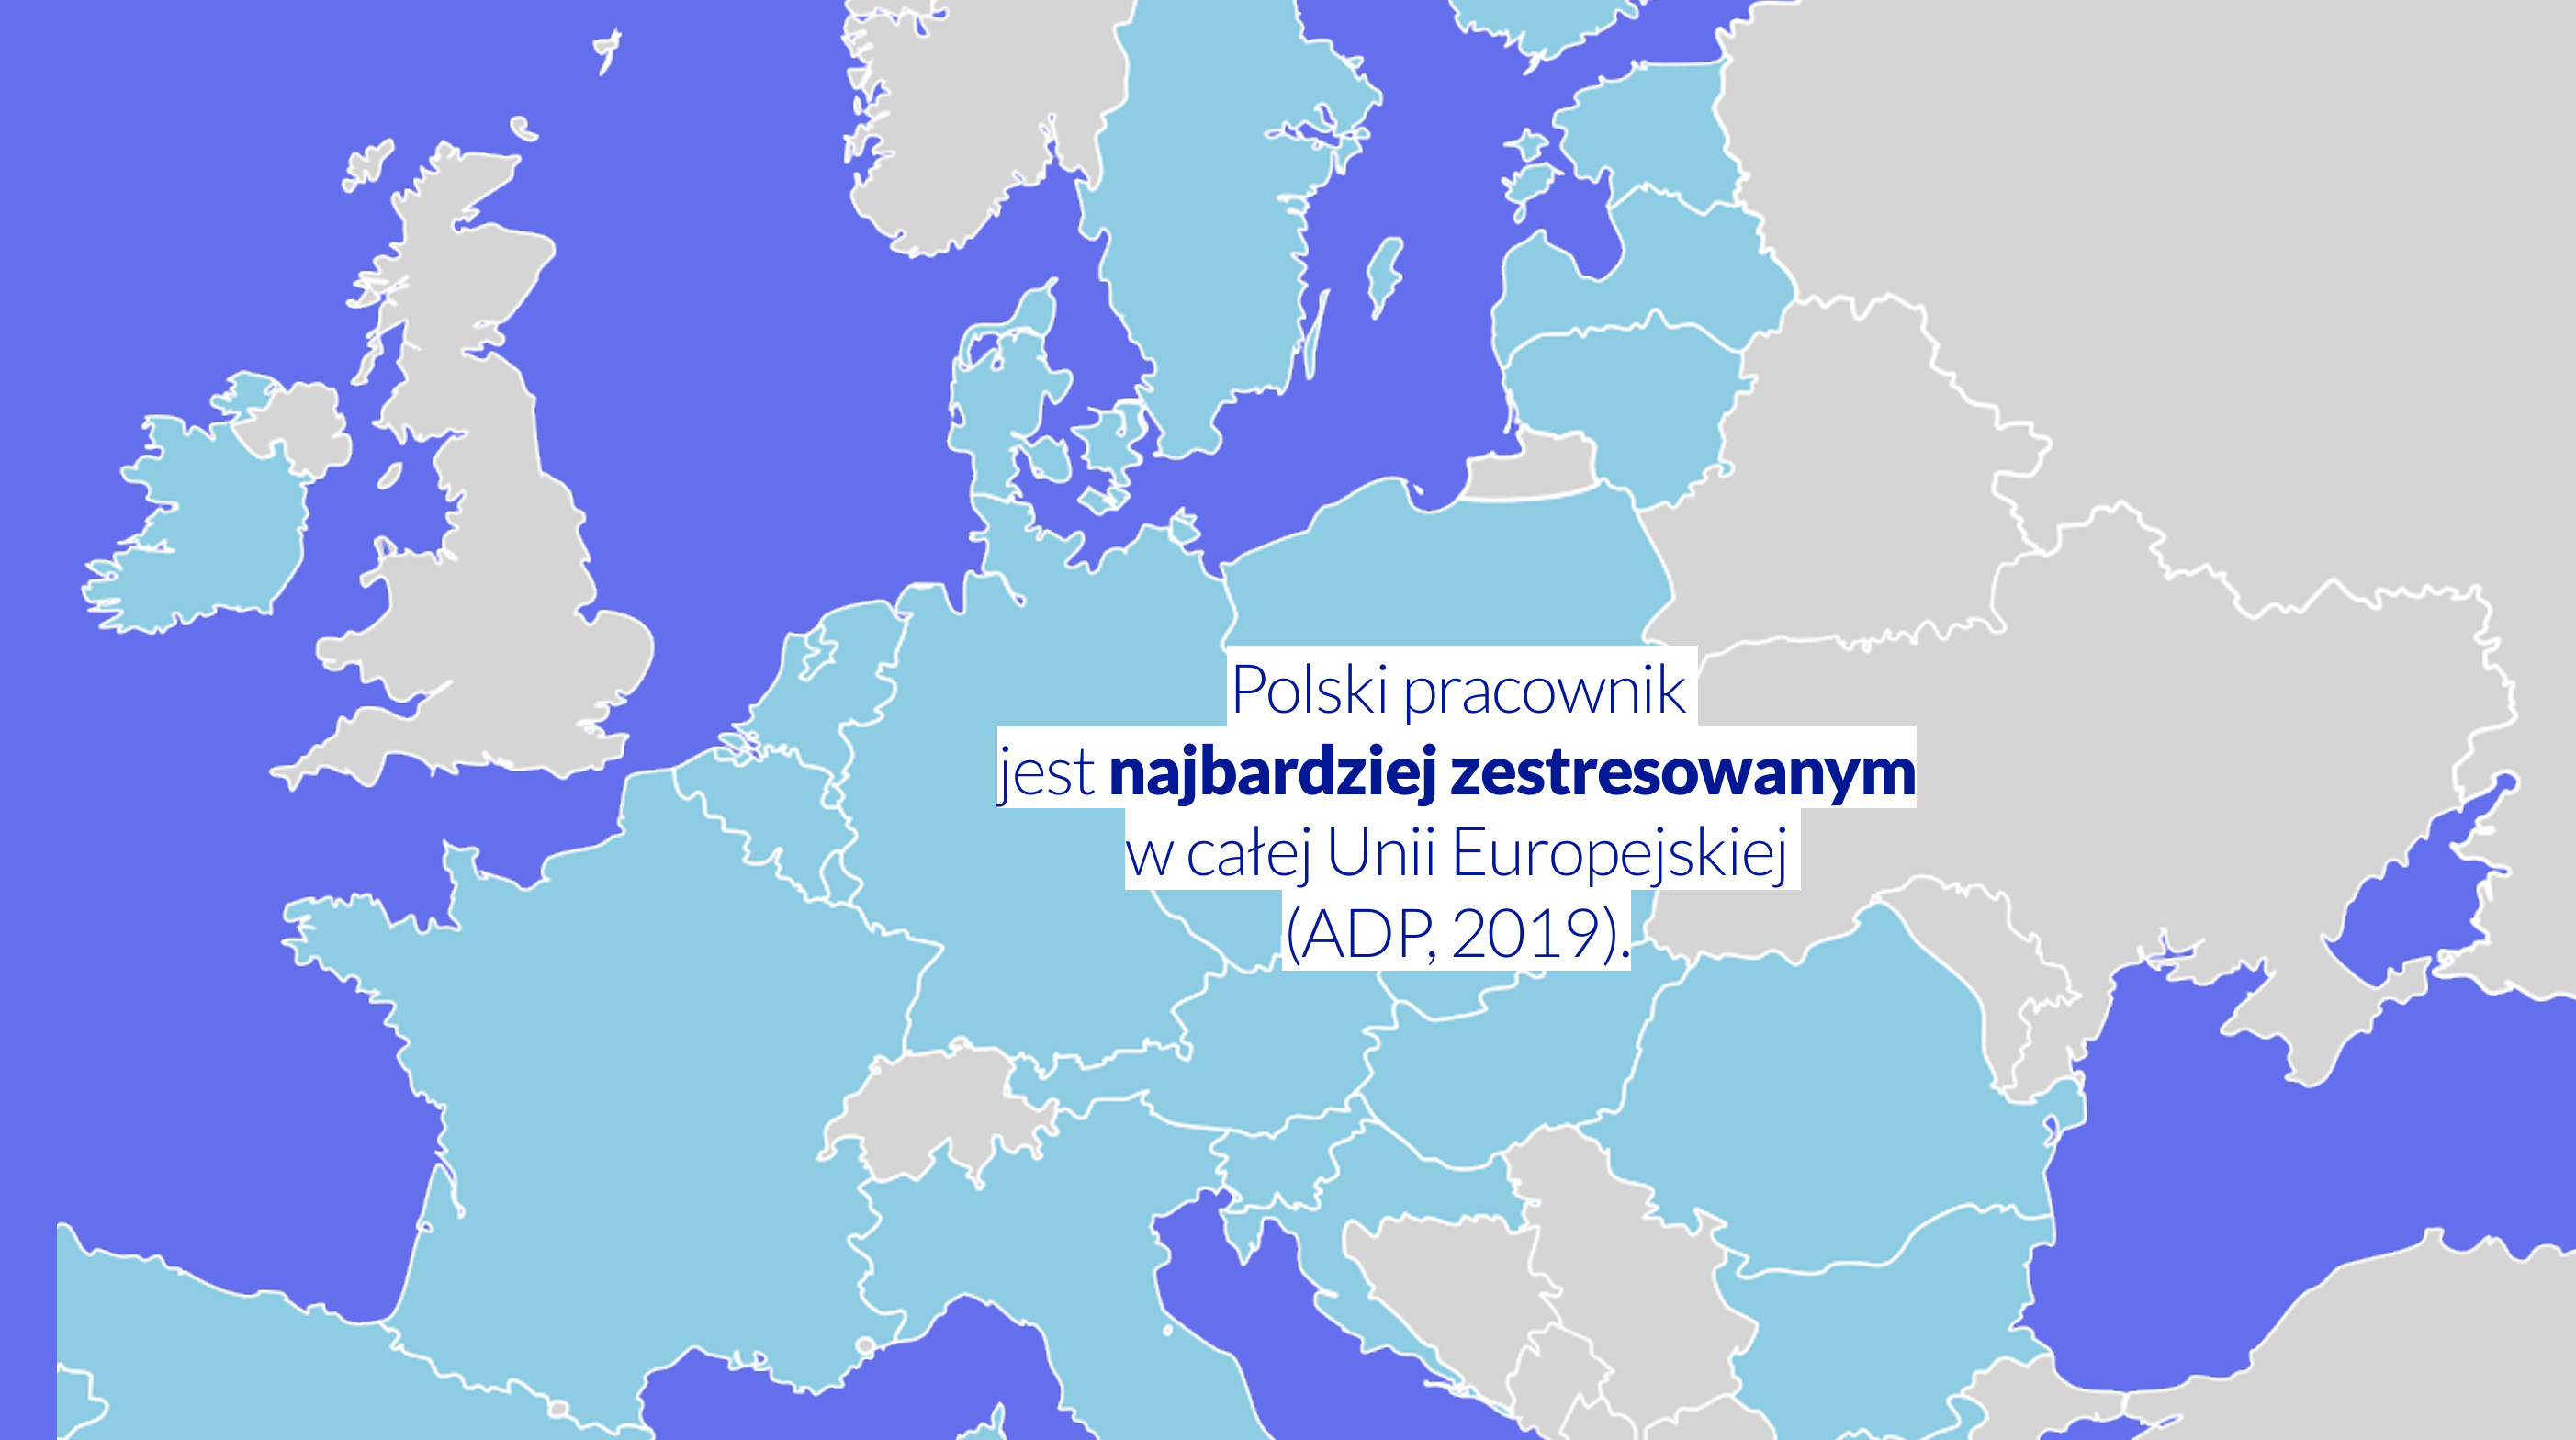 Polski pracownik
jest najbardziej zestresowanym
w całej Unii Europejskiej
(ADP, 2019).